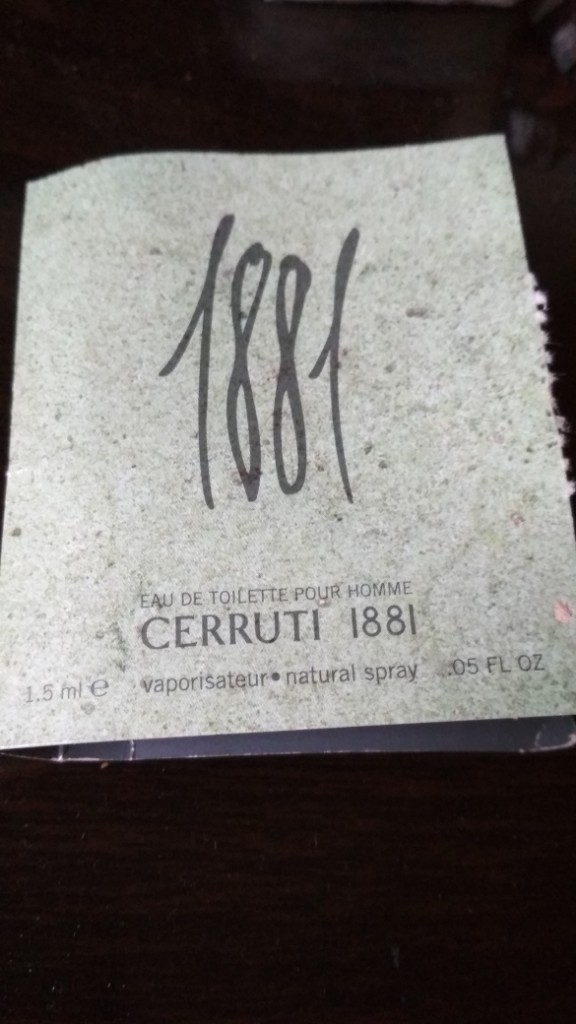 1881
EAU DE TOILETTE POUR HOMME
CERRUTI 1881
1.5 ml e vaporisateur • natural spray .05 FL OZ